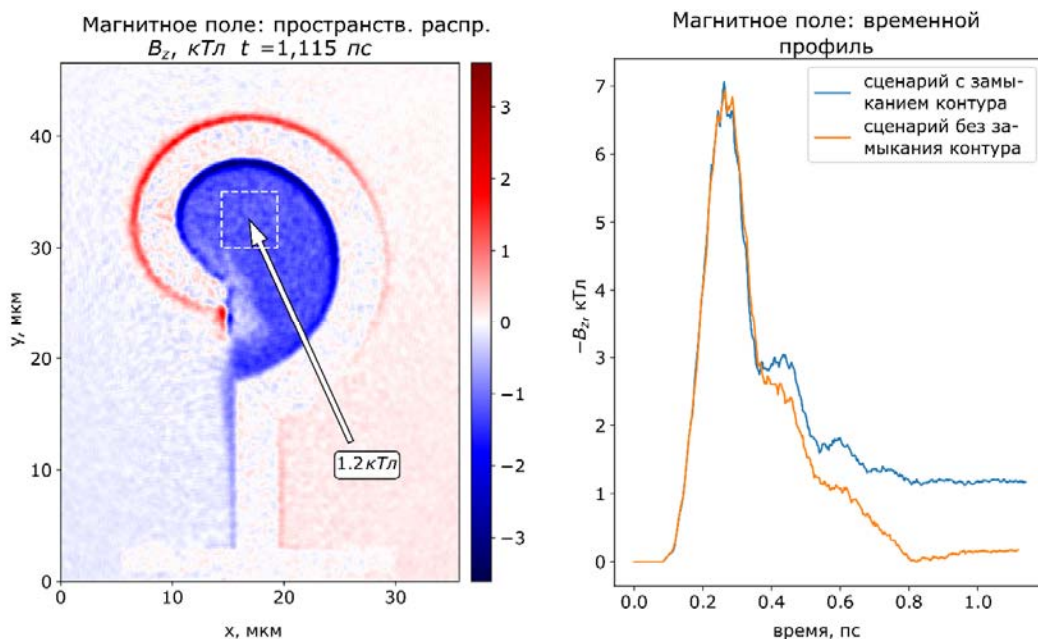 Магнитное поле: пространств. распр.
B_z, кТл t =1,115 пс
40
30
20
10
0
y, мкм
0
10
20
30
x, мкм
1.2кТл
3
2
1
0
−1
−2
−3
Магнитное поле: временной
профиль
7
6
5
4
3
2
1
0
−B_z, кТл
сценарий с замы-
канием контура
сценарий без за-
мыкания контура
0.0
0.2
0.4
0.6
0.8
1.0
время, пс